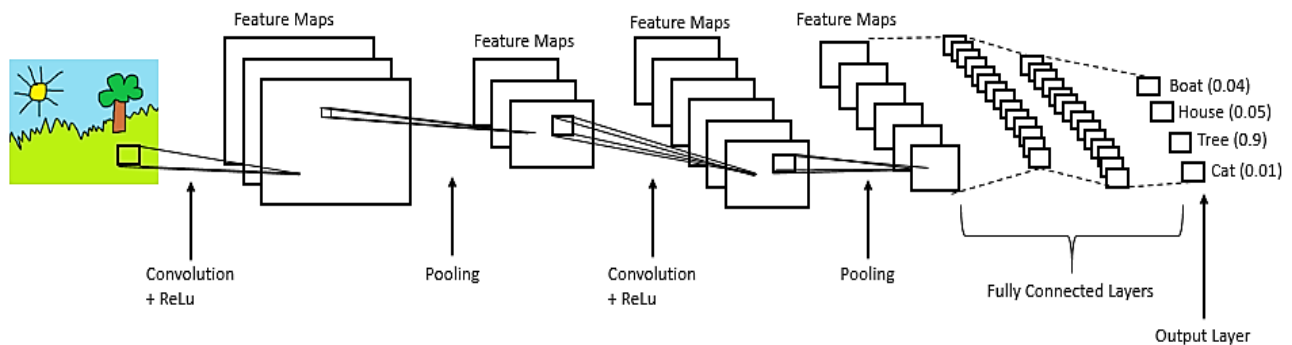 Feature Maps
Feature Maps
Feature Maps
Feature Maps
Boat (0.04)
House (0.05)
Tree (0.9)
Cat (0.01)
Convolution
+ ReLu
Pooling
Convolution
+ ReLu
Pooling
Fully Connected Layers
Output Layer